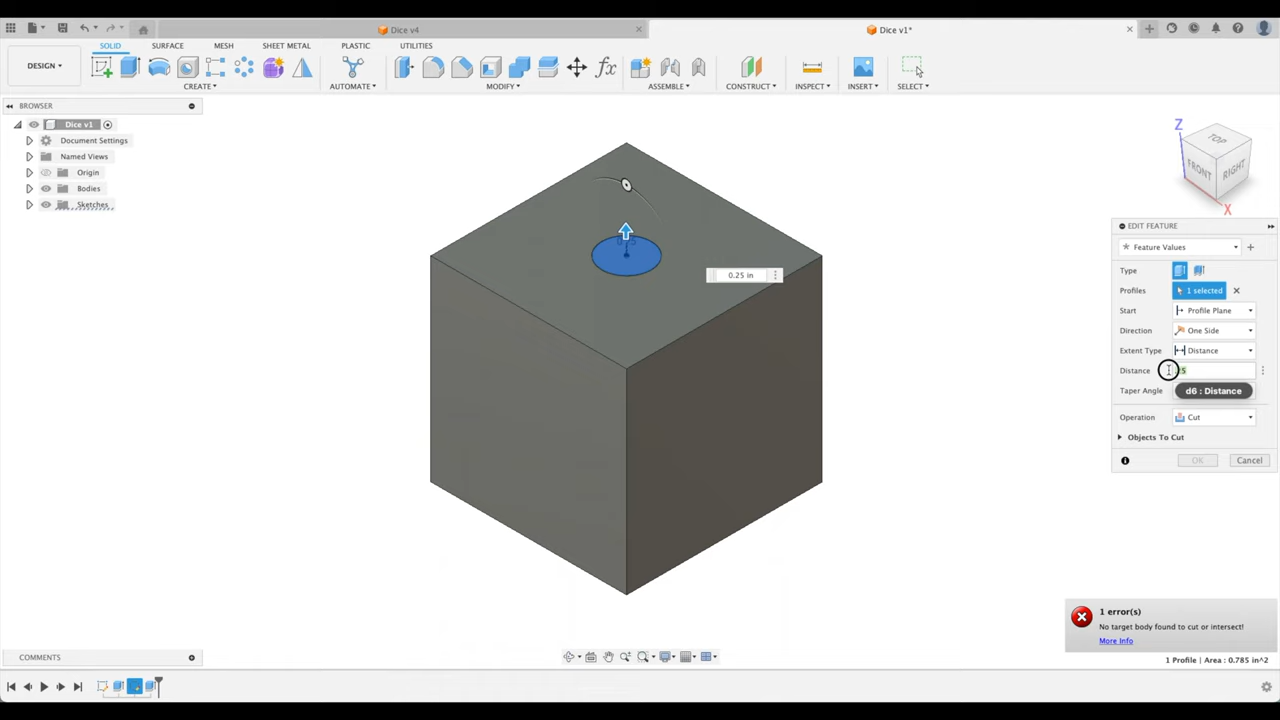 Dice v4
Dice v1*
DESIGN
SOLID
SURFACE
MESH
SHEET METAL
PLASTIC
UTILITIES
CREATE
AUTOMATE
MODIFY
ASSEMBLE
CONSTRUCT
INSPECT
INSERT
SELECT
BROWSER
Dice v1
Document Settings
Named Views
Origin
Bodies
Sketches
0.25 in
Z
TOP
FRONT
RIGHT
X
EDIT FEATURE
Feature Values
Type
Profiles 1 selected
Start Profile Plane
Direction One Side
Extent Type Distance
Distance
Taper Angle d6 : Distance
Operation Cut
Objects To Cut
OK Cancel
1 error(s)
No target body found to cut or intersect!
More Info
COMMENTS
1 Profile | Area : 0.785 in^2